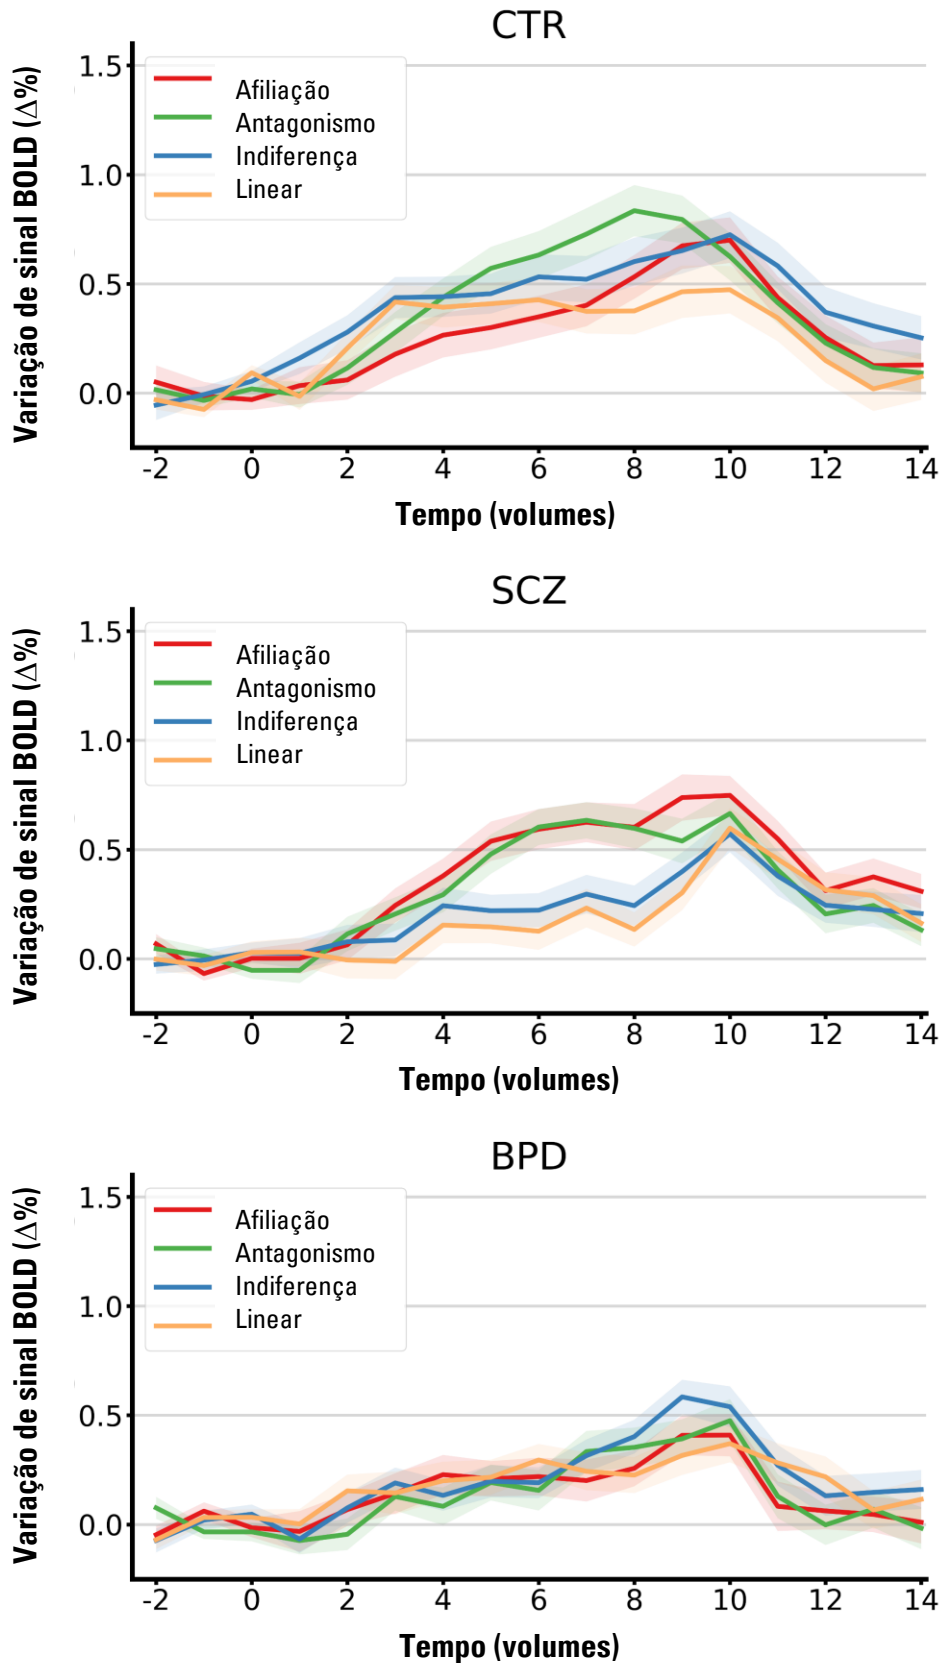 CTR
Variação de sinal BOLD (Δ%)
1.5
1.0
0.5
0.0
Afiliação
Antagonismo
Indiferença
Linear
-2 0 2 4 6 8 10 12 14
Tempo (volumes)
SCZ
Variação de sinal BOLD (Δ%)
1.5
1.0
0.5
0.0
Afiliação
Antagonismo
Indiferença
Linear
-2 0 2 4 6 8 10 12 14
Tempo (volumes)
BPD
Variação de sinal BOLD (Δ%)
1.5
1.0
0.5
0.0
Afiliação
Antagonismo
Indiferença
Linear
-2 0 2 4 6 8 10 12 14
Tempo (volumes)